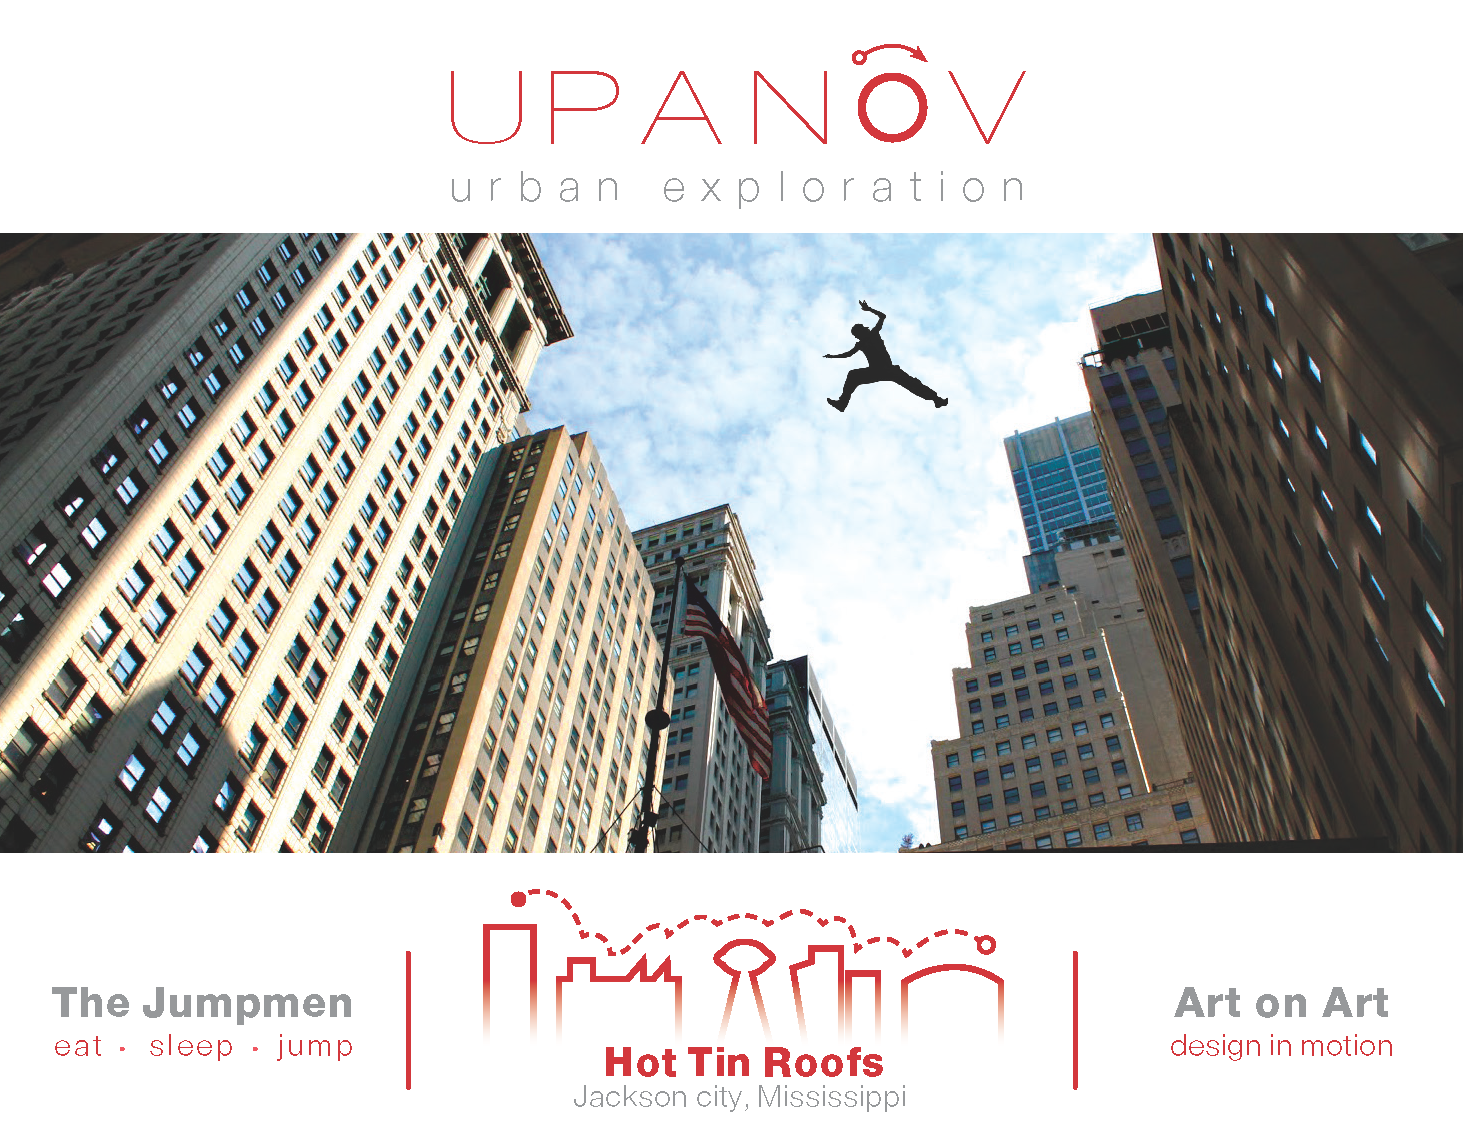 UPANOV
urban exploration
The Jumpmen
eat · sleep · jump
Hot Tin Roofs
Jackson city, Mississippi
Art on Art
design in motion